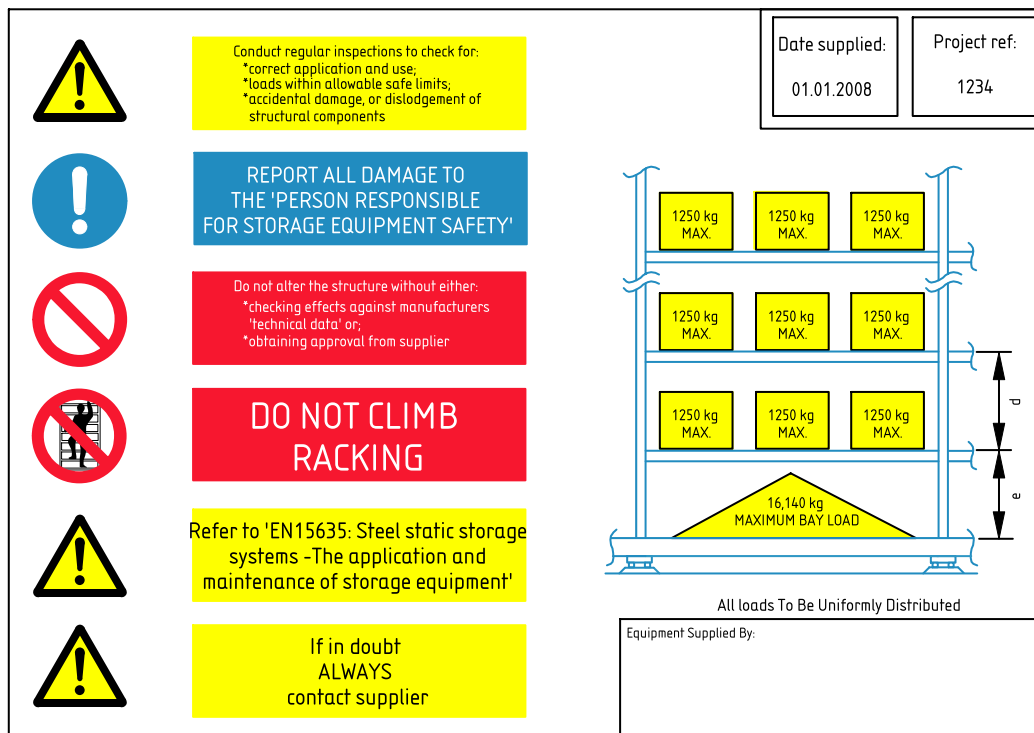 Conduct regular inspections to check for:
*correct application and use;
*loads within allowable safe limits;
*accidental damage, or dislodgement of
structural components
REPORT ALL DAMAGE TO
THE 'PERSON RESPONSIBLE
FOR STORAGE EQUIPMENT SAFETY'
Do not alter the structure without either:
*checking effects against manufacturers
'technical data' or;
*obtaining approval from supplier
DO NOT CLIMB
RACKING
Refer to 'EN15635: Steel static storage
systems -The application and
maintenance of storage equipment'
If in doubt
ALWAYS
contact supplier
Date supplied:
01.01.2008
Project ref:
1234
1250 kg
MAX.
1250 kg
MAX.
1250 kg
MAX.
1250 kg
MAX.
1250 kg
MAX.
1250 kg
MAX.
1250 kg
MAX.
1250 kg
MAX.
1250 kg
MAX.
d
e
16,140 kg
MAXIMUM BAY LOAD
All loads To Be Uniformly Distributed
Equipment Supplied By: